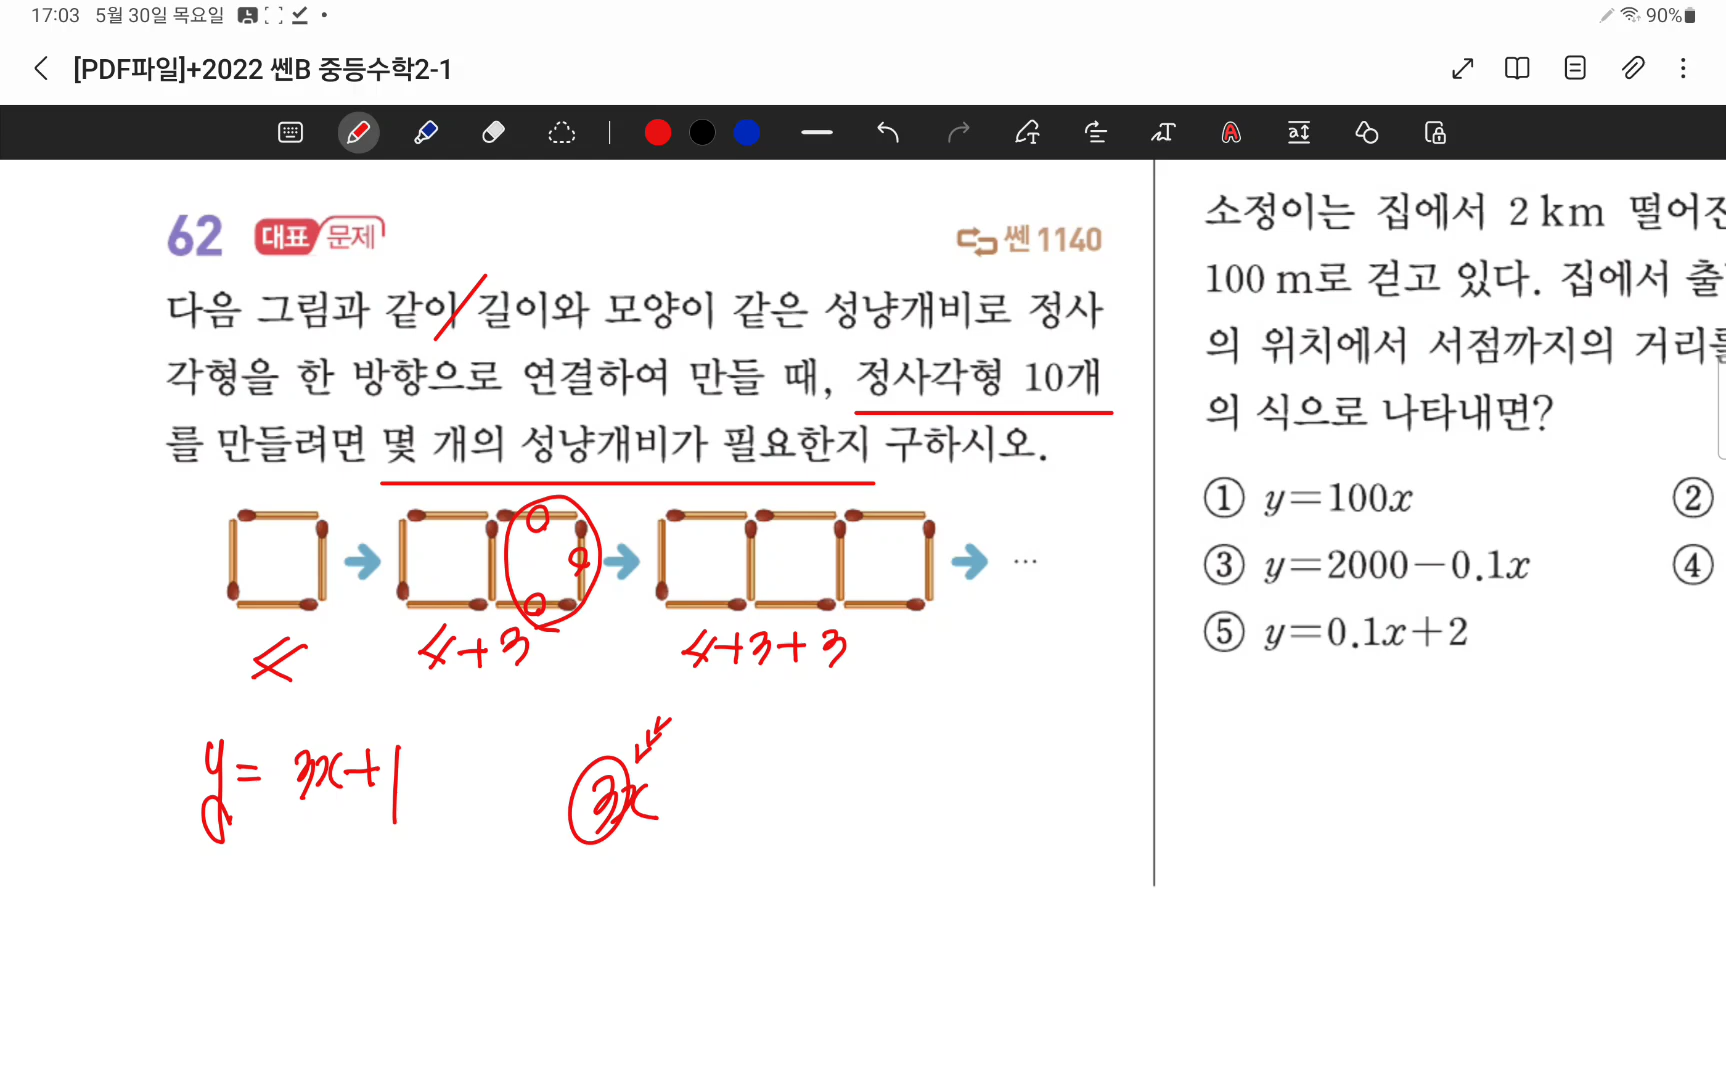 17:03 5월 30일 목요일
90%
[PDF파일]+2022 쎈B 중등수학2-1
62 대표 문제
쎈 1140
다음 그림과 같이 길이와 모양이 같은 성냥개비로 정사
각형을 한 방향으로 연결하여 만들 때, 정사각형 10개
를 만들려면 몇 개의 성냥개비가 필요한지 구하시오.
…
4
4+3
4+3+3
y= 3x+1
3x
소정이는 집에서 2 km 떨어진
100 m로 걷고 있다. 집에서 출
의 위치에서 서점까지의 거리를
의 식으로 나타내면?
① y=100x
②
③ y=2000-0.1x
④
⑤ y=0.1x+2